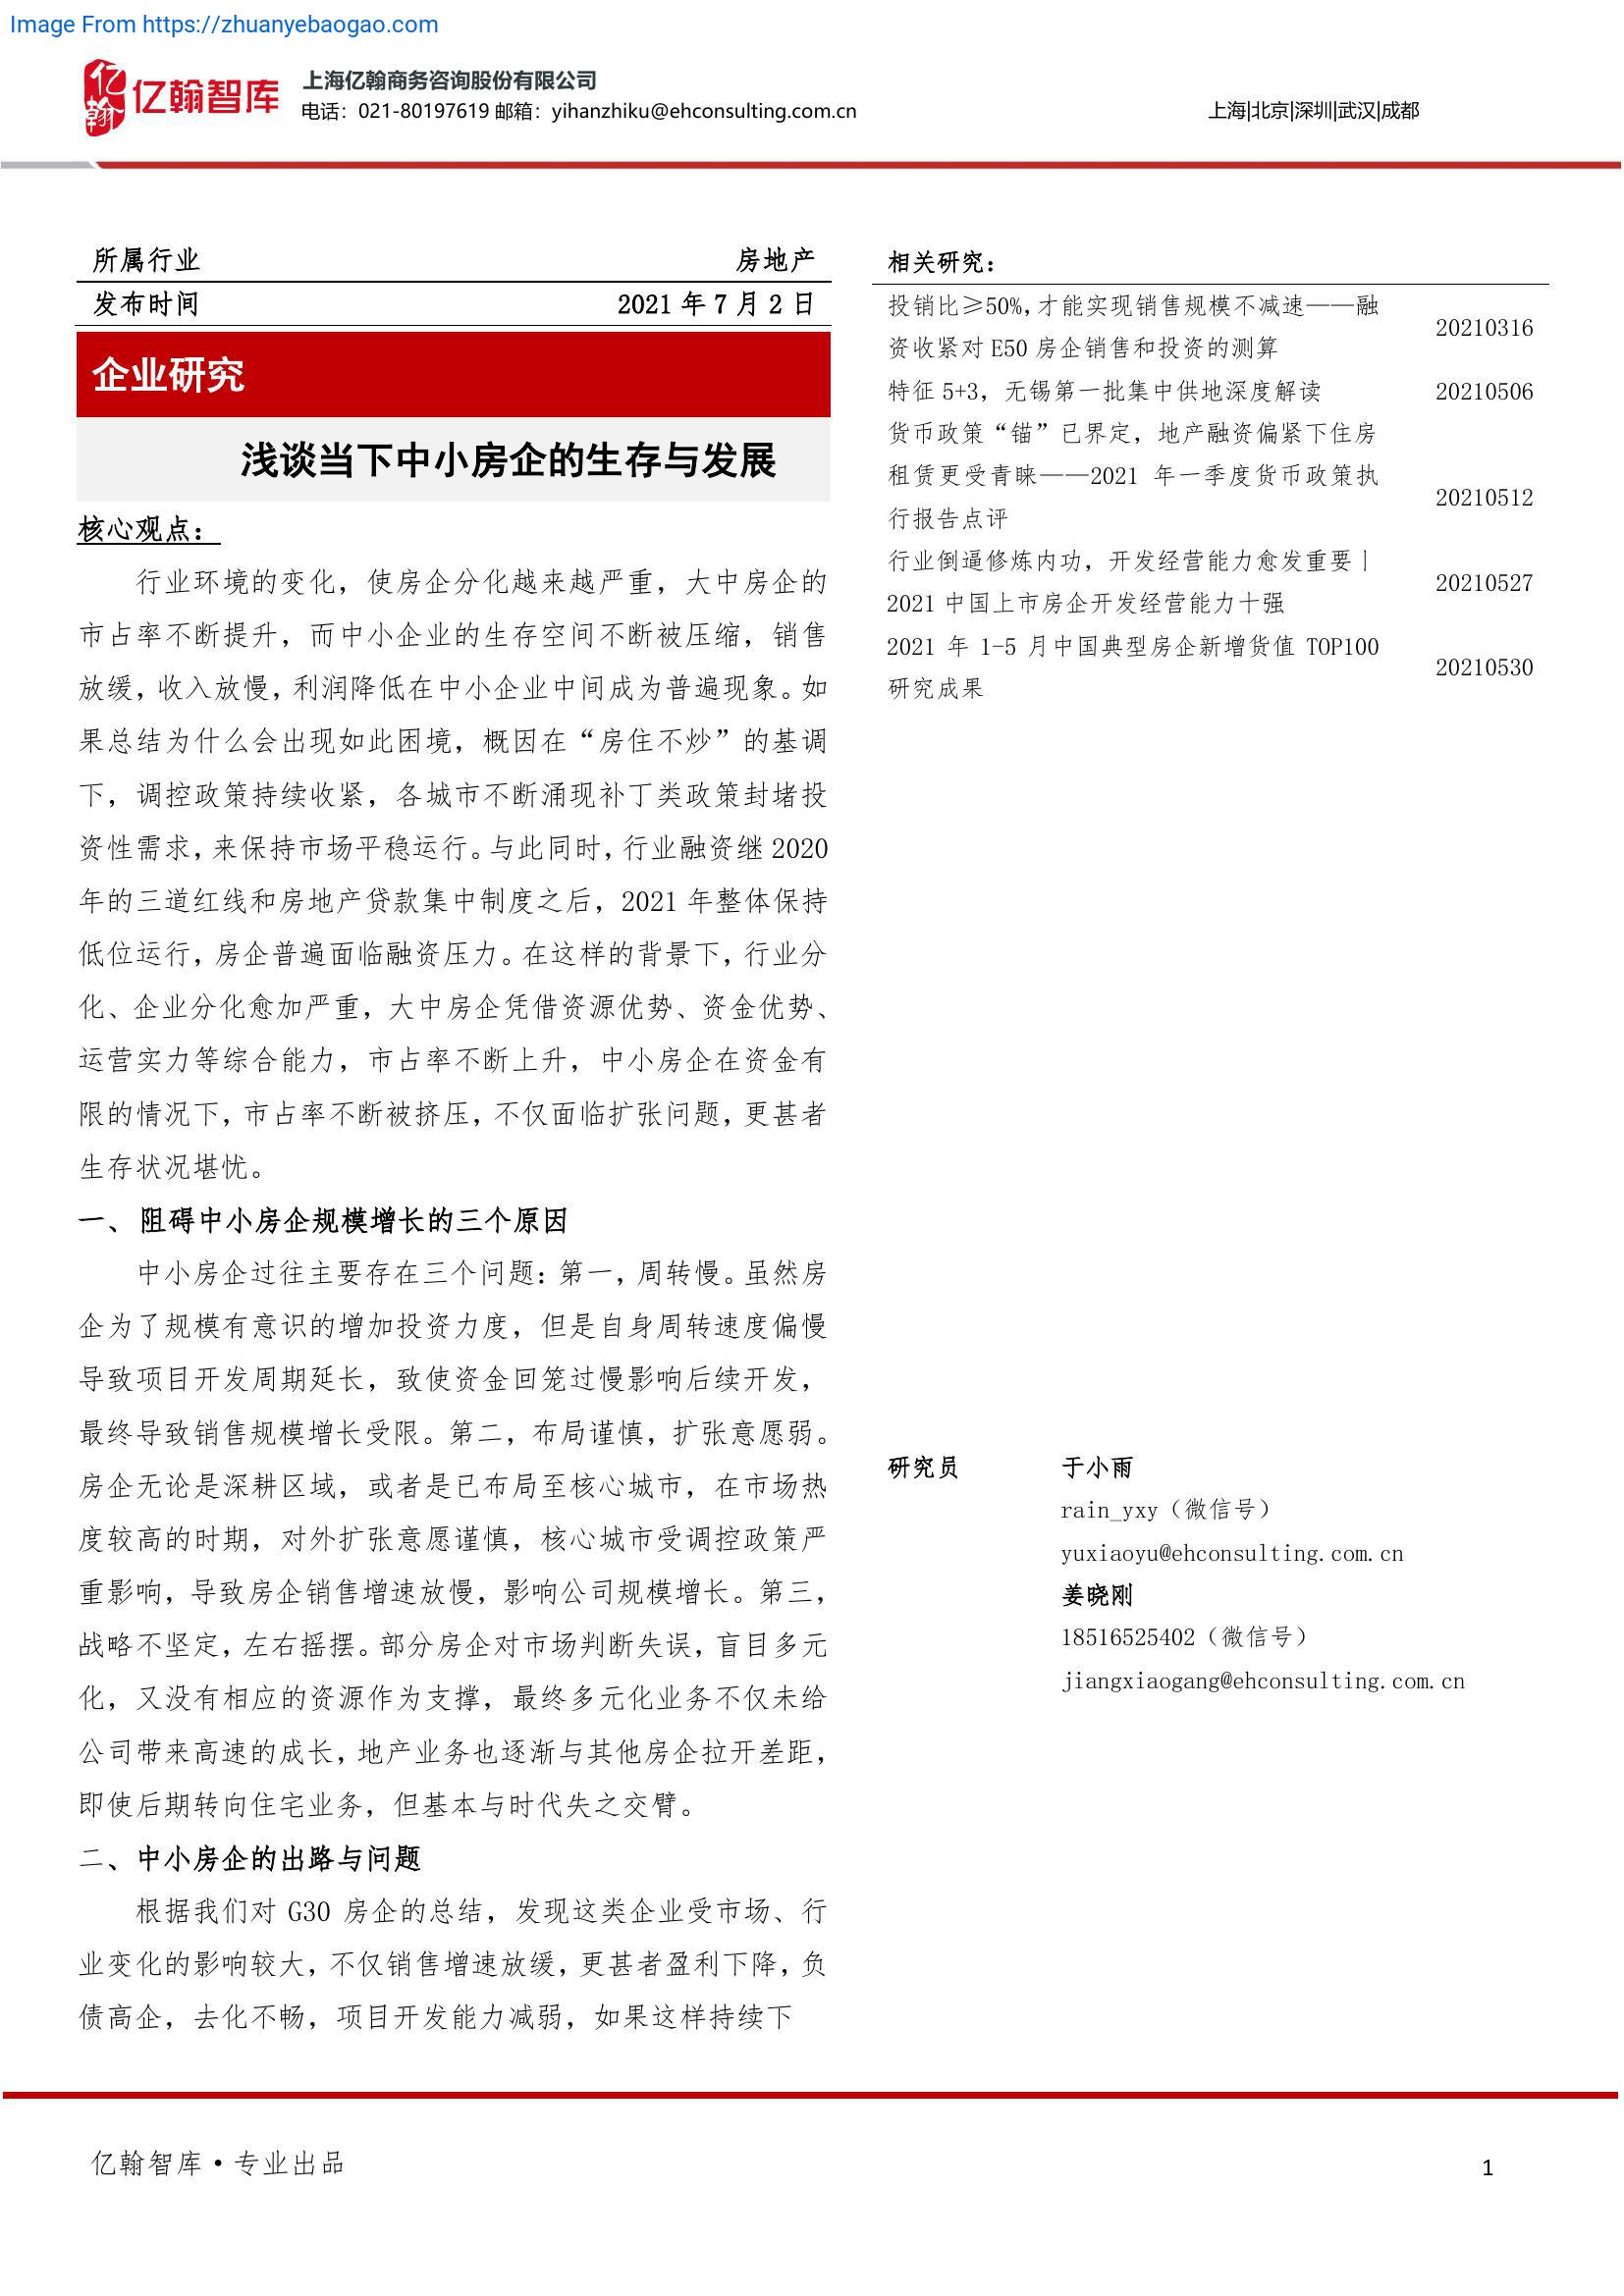 Image From https://zhuanyebaogao.com
亿翰
亿翰智库
上海亿翰商务咨询股份有限公司
电话：021-80197619 邮箱：yihanzhiku@ehconsulting.com.cn
上海|北京|深圳|武汉|成都
所属行业 房地产
发布时间 2021 年 7 月 2 日
企业研究
浅谈当下中小房企的生存与发展
核心观点：
行业环境的变化，使房企分化越来越严重，大中房企的
市占率不断提升，而中小企业的生存空间不断被压缩，销售
放缓，收入放慢，利润降低在中小企业中间成为普遍现象。如
果总结为什么会出现如此困境，概因在“房住不炒”的基调
下，调控政策持续收紧，各城市不断涌现补丁类政策封堵投
资性需求，来保持市场平稳运行。与此同时，行业融资继 2020
年的三道红线和房地产贷款集中制度之后，2021 年整体保持
低位运行，房企普遍面临融资压力。在这样的背景下，行业分
化、企业分化愈加严重，大中房企凭借资源优势、资金优势、
运营实力等综合能力，市占率不断上升，中小房企在资金有
限的情况下，市占率不断被挤压，不仅面临扩张问题，更甚者
生存状况堪忧。
一、 阻碍中小房企规模增长的三个原因
中小房企过往主要存在三个问题：第一，周转慢。虽然房
企为了规模有意识的增加投资力度，但是自身周转速度偏慢
导致项目开发周期延长，致使资金回笼过慢影响后续开发，
最终导致销售规模增长受限。第二，布局谨慎，扩张意愿弱。
房企无论是深耕区域，或者是已布局至核心城市，在市场热
度较高的时期，对外扩张意愿谨慎，核心城市受调控政策严
重影响，导致房企销售增速放慢，影响公司规模增长。第三，
战略不坚定，左右摇摆。部分房企对市场判断失误，盲目多元
化，又没有相应的资源作为支撑，最终多元化业务不仅未给
公司带来高速的成长，地产业务也逐渐与其他房企拉开差距，
即使后期转向住宅业务，但基本与时代失之交臂。
二、中小房企的出路与问题
根据我们对 G30 房企的总结，发现这类企业受市场、行
业变化的影响较大，不仅销售增速放缓，更甚者盈利下降，负
债高企，去化不畅，项目开发能力减弱，如果这样持续下
相关研究：
投销比≥50%，才能实现销售规模不减速——融
资收紧对 E50 房企销售和投资的测算 20210316
特征 5+3，无锡第一批集中供地深度解读 20210506
货币政策“锚”已界定，地产融资偏紧下住房
租赁更受青睐——2021 年一季度货币政策执
行报告点评 20210512
行业倒逼修炼内功，开发经营能力愈发重要丨
2021 中国上市房企开发经营能力十强 20210527
2021 年 1-5 月中国典型房企新增货值 TOP100
研究成果 20210530
研究员 于小雨
rain_yxy（微信号）
yuxiaoyu@ehconsulting.com.cn
姜晓刚
18516525402（微信号）
jiangxiaogang@ehconsulting.com.cn
亿翰智库·专业出品
1